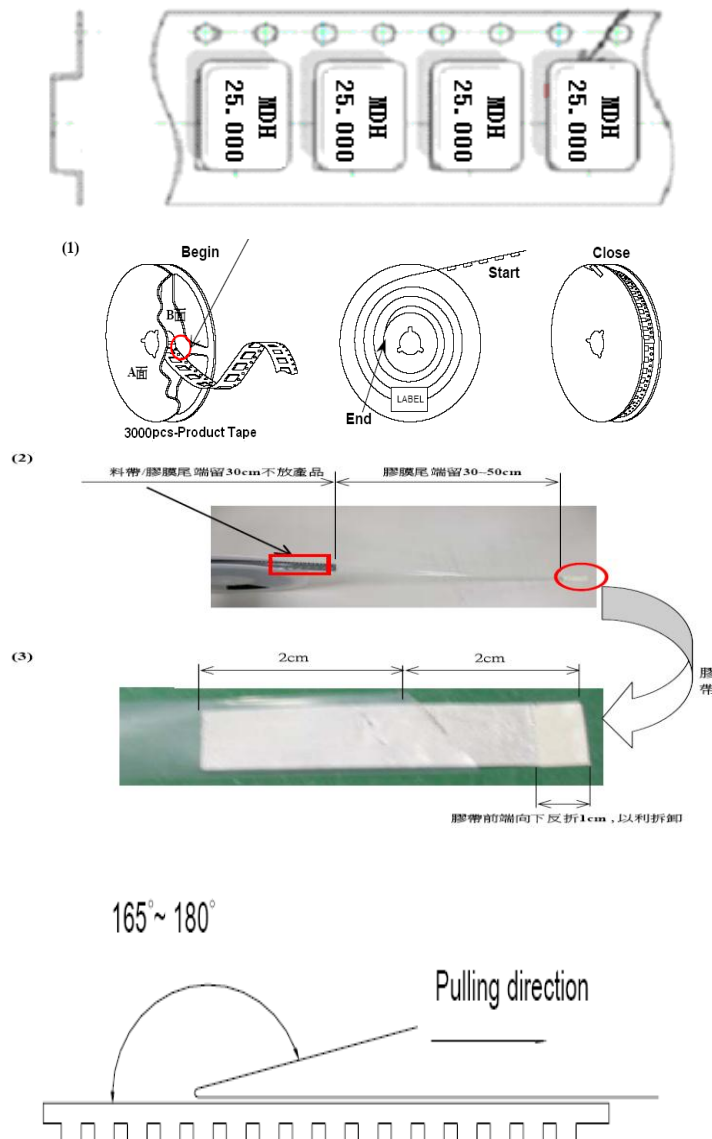 MDH
25.000
MDH
25.000
MDH
25.000
MDH
25.000
(1)
Begin
B面
A面
3000pcs-Product Tape
Start
End
LABEL
Close
(2)
料帶/膠膜尾端留30cm不放產品
膠膜尾端留30~50cm
(3)
2cm
2cm
膠帶
膠帶前端向下反折1cm,以利拆卸
165°~ 180°
Pulling direction